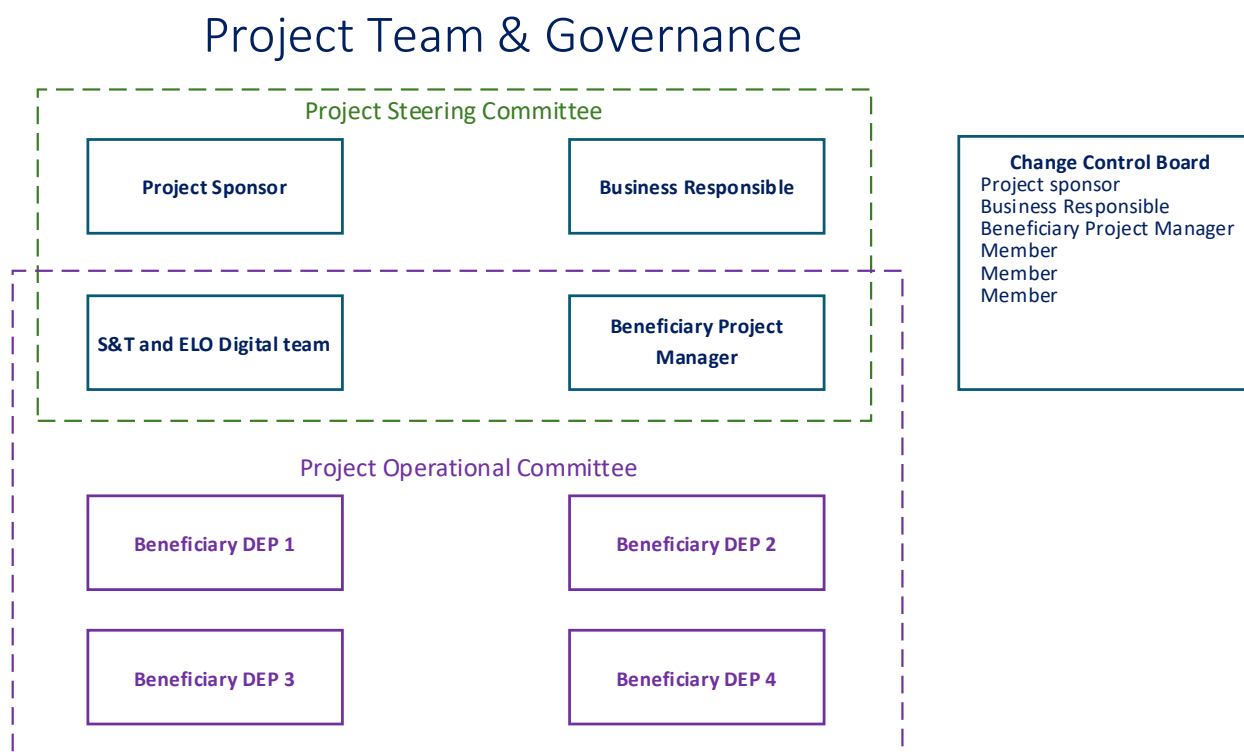 Project Team & Governance
Project Steering Committee
Project Sponsor
Business Responsible
S&T and ELO Digital team
Beneficiary Project
Manager
Project Operational Committee
Beneficiary DEP 1
Beneficiary DEP 2
Beneficiary DEP 3
Beneficiary DEP 4
Change Control Board
Project sponsor
Business Responsible
Beneficiary Project Manager
Member
Member
Member